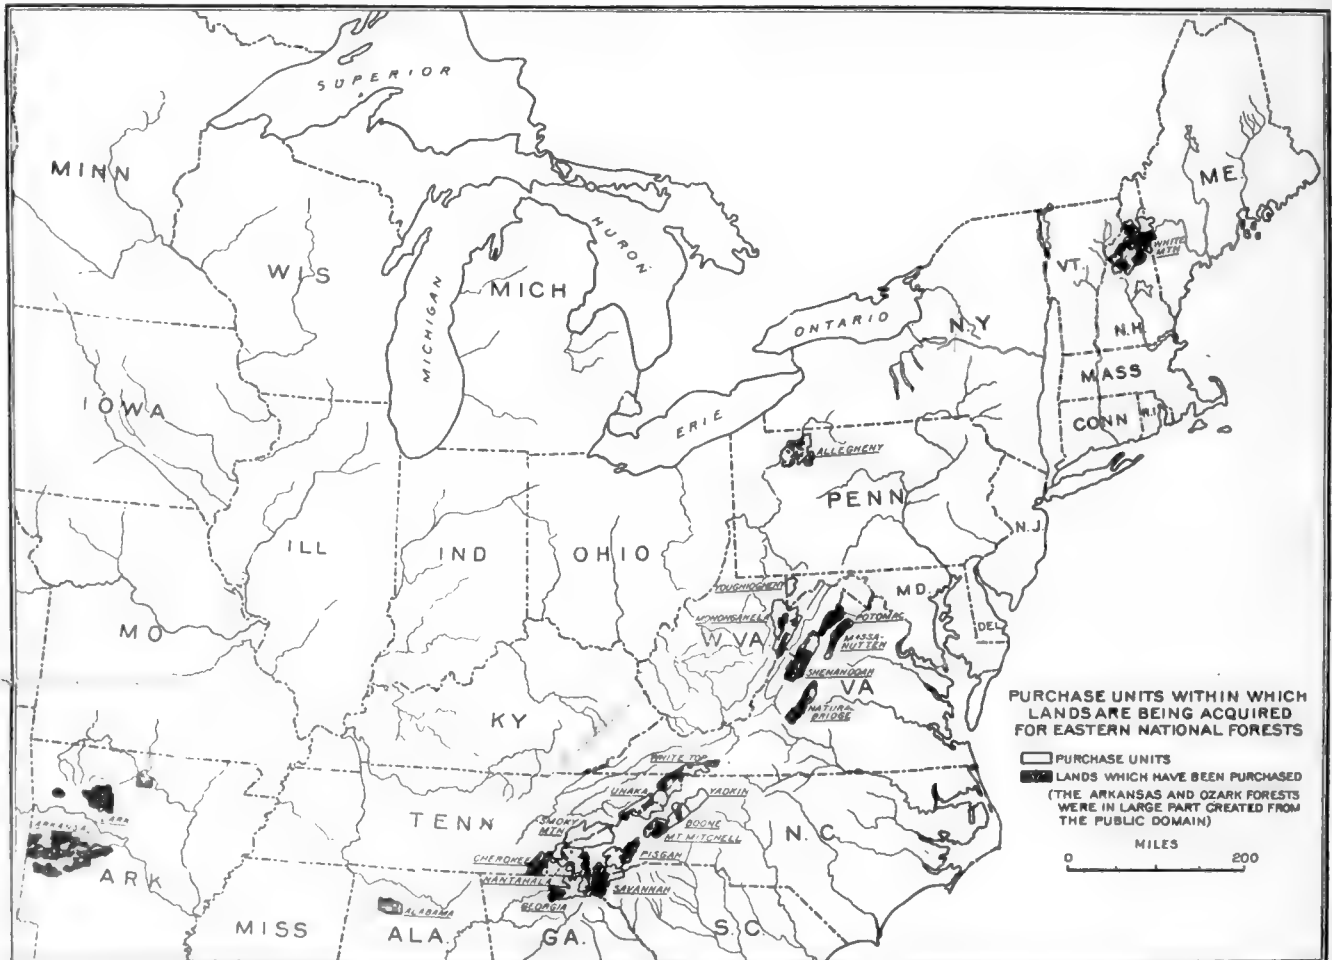 SUPERIOR
MINN
ME.
HURON
WHITE
MTN
VT.
WIS
MICH
MICHIGAN
ONTARIO
N.Y
N.H.
MASS
IOWA
ERIE
CONN
R.I.
ALLEGHENY
PENN
N.J.
ILL
IND
OHIO
YOUGHIOGHENY
MD.
MONONGAHELA
POTOMAC
DEL.
MO
W.VA
MASSA-
NUTTEN
SHENANDOAH
VA
NATURAL
BRIDGE
KY
PURCHASE UNITS WITHIN WHICH
LANDS ARE BEING ACQUIRED
FOR EASTERN NATIONAL FORESTS
PURCHASE UNITS
LANDS WHICH HAVE BEEN PURCHASED
(THE ARKANSAS AND OZARK FORESTS
WERE IN LARGE PART CREATED FROM
THE PUBLIC DOMAIN)
MILES
0 200
WHITE TOP
UNAKA
YADKIN
TENN
SMOKY
MTN
BOONE
MT. MITCHELL
N.C.
PISGAH
CHEROKEE
NANTAHALA
SAVANNAH
GEORGIA
ARKANSAS
ARK
ALABAMA
MISS
ALA.
GA.
S.C.